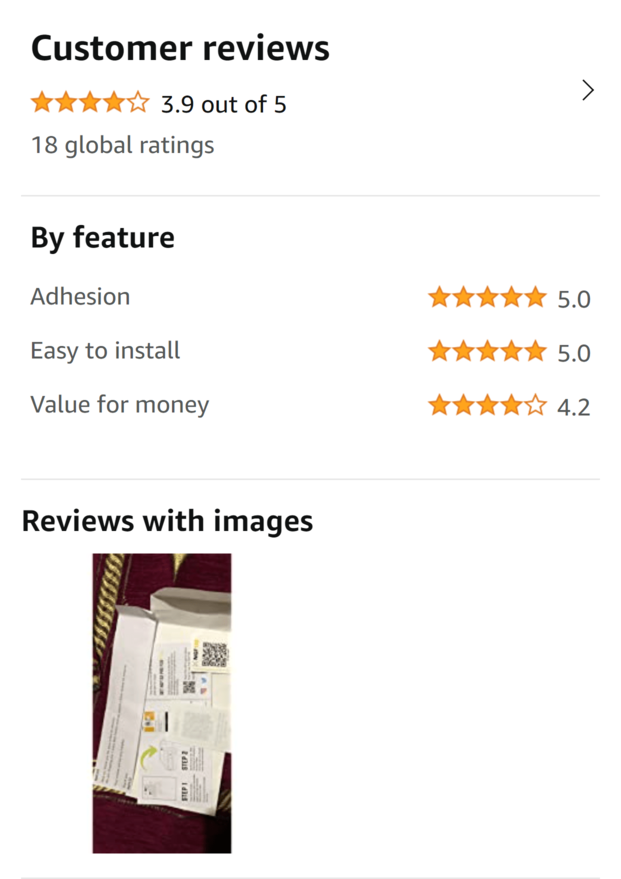 Customer reviews
3.9 out of 5
18 global ratings
By feature
Adhesion 5.0
Easy to install 5.0
Value for money 4.2
Reviews with images
STEP 2
STEP 1